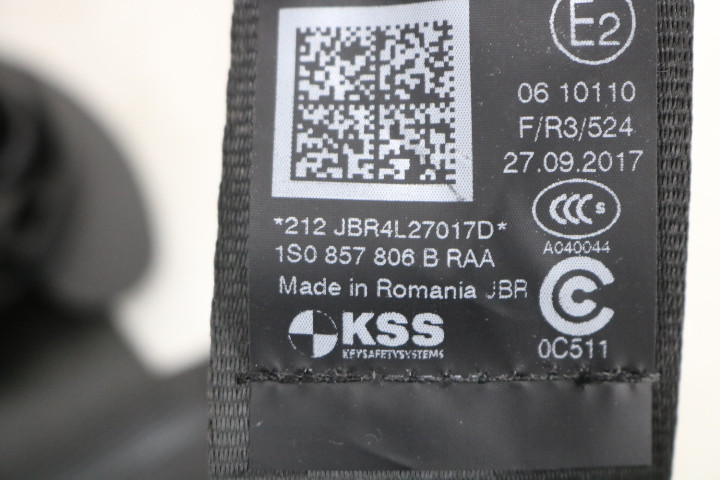 E2
06 10110
F/R3/524
27.09.2017
CCC S
A040044
*212 JBR4L27017D*
1S0 857 806 B RAA
Made in Romania JBR
KSS
KEYSAFETYSYSTEMS
0C511